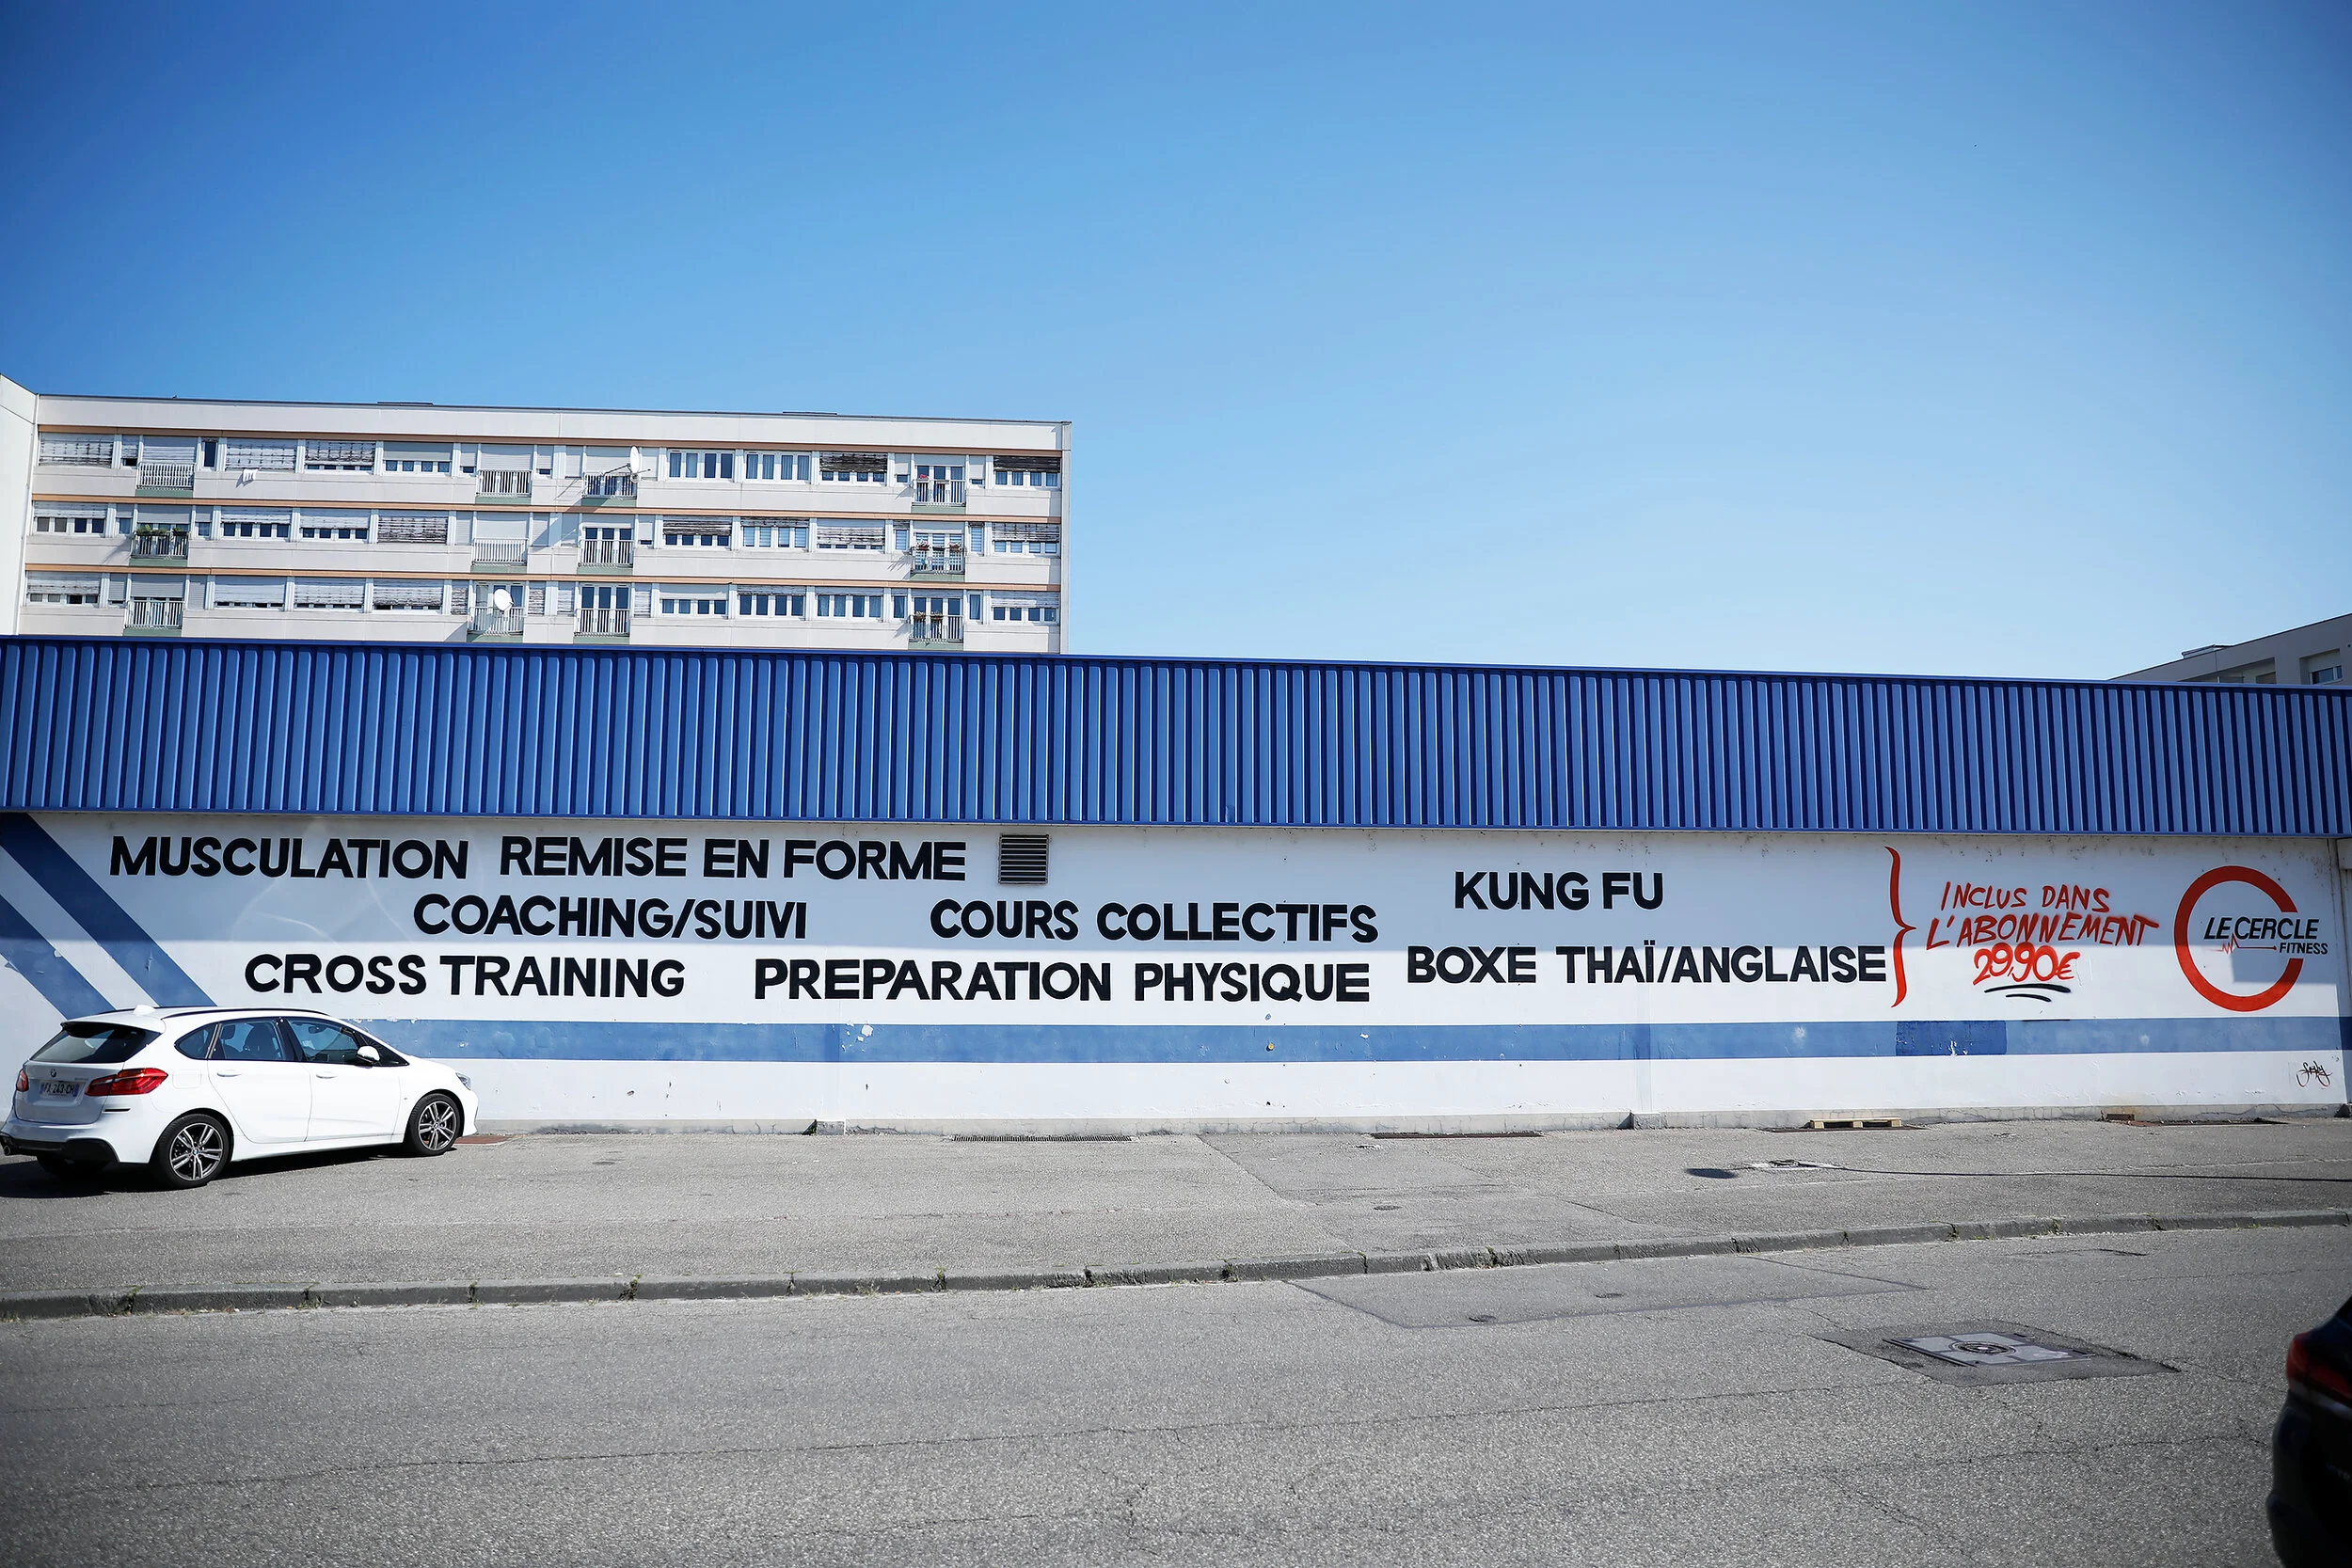 MUSCULATION REMISE EN FORME
COACHING/SUIVI COURS COLLECTIFS
CROSS TRAINING PREPARATION PHYSIQUE
KUNG FU
BOXE THAÏ/ANGLAISE
INCLUS DANS
L'ABONNEMENT
29,90€
LE CERCLE
FITNESS